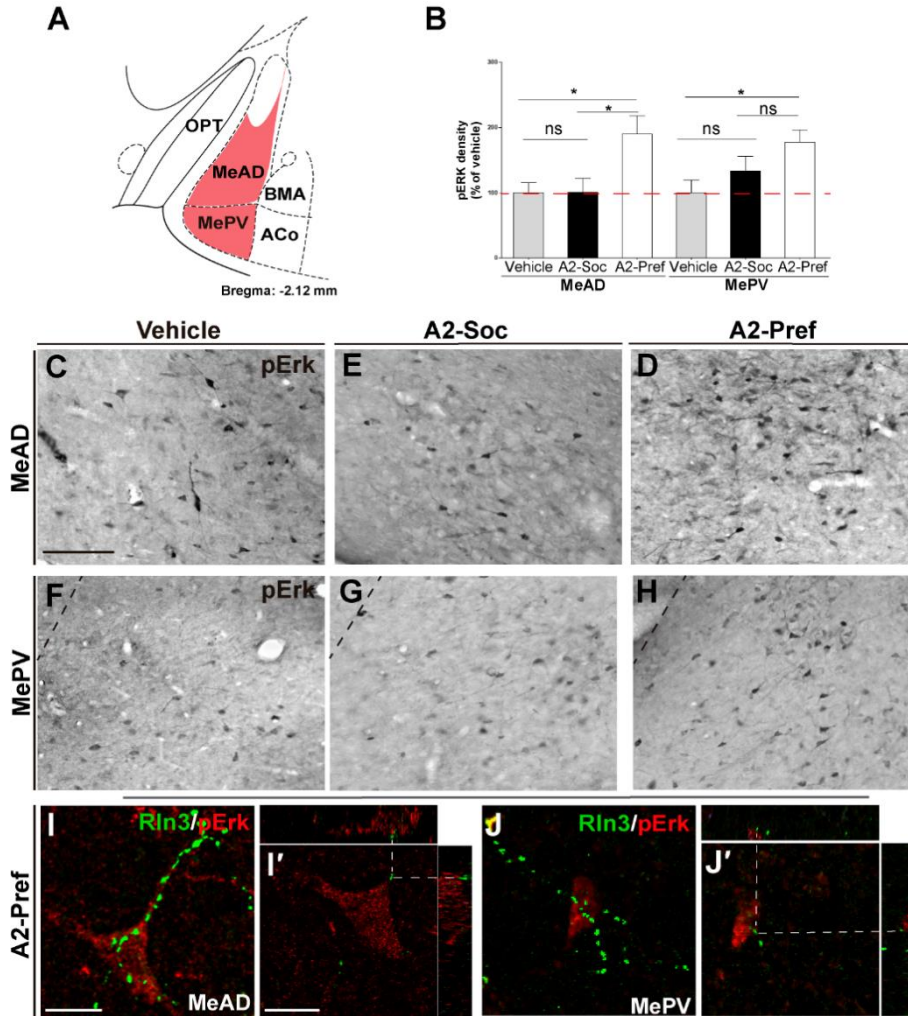 A
OPT
MeAD
BMA
MePV
ACo
Bregma: -2.12 mm
B
300
200
100
0
pERK density
(% of vehicle)
*
*
ns
*
ns
ns
Vehicle A2-Soc A2-Pref Vehicle A2-Soc A2-Pref
MeAD MePV
Vehicle A2-Soc A2-Pref
MeAD
C pErk
E
D
MePV
F pErk
G
H
A2-Pref
I Rln3/pErk
MeAD
I'
J Rln3/pErk
MePV
J'